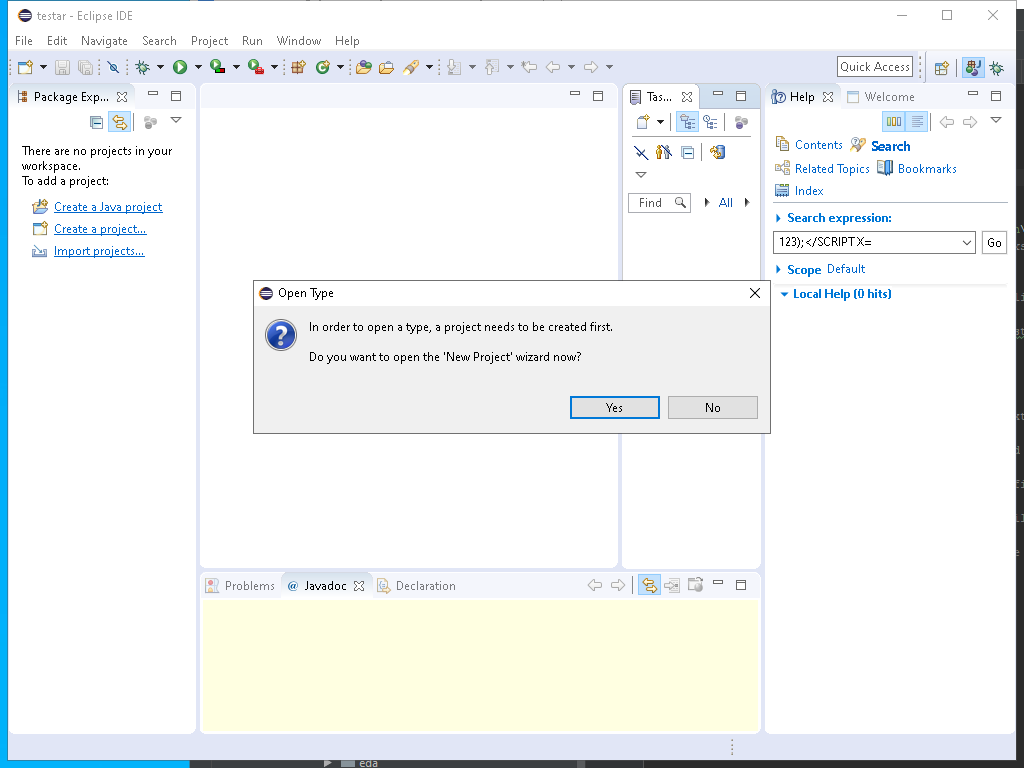 testar - Eclipse IDE
File Edit Navigate Search Project Run Window Help
Quick Access
Package Exp...
There are no projects in your
workspace.
To add a project:
Create a Java project
Create a project...
Import projects...
Tas...
Find
All
Help
Welcome
Contents
Search
Related Topics
Bookmarks
Index
Search expression:
123);</SCRIPTX=
Go
Scope Default
Local Help (0 hits)
Open Type
In order to open a type, a project needs to be created first.
Do you want to open the 'New Project' wizard now?
Yes
No
Problems
@ Javadoc
Declaration
eda